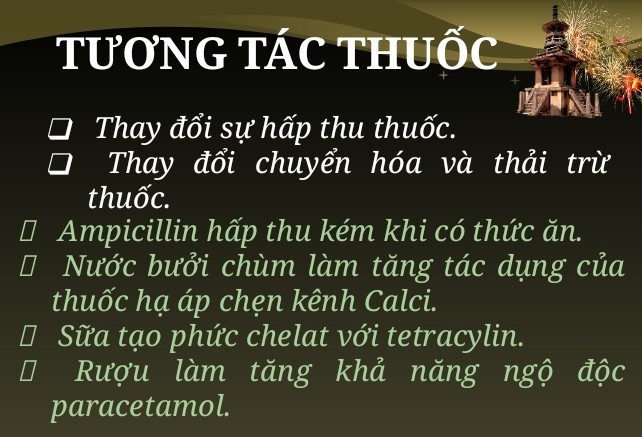 TƯƠNG TÁC THUỐC
❑ Thay đổi sự hấp thu thuốc.
❑ Thay đổi chuyển hóa và thải trừ
thuốc.
Ampicillin hấp thu kém khi có thức ăn.
Nước bưởi chùm làm tăng tác dụng của
thuốc hạ áp chẹn kênh Calci.
Sữa tạo phức chelat với tetracylin.
Rượu làm tăng khả năng ngộ độc
paracetamol.